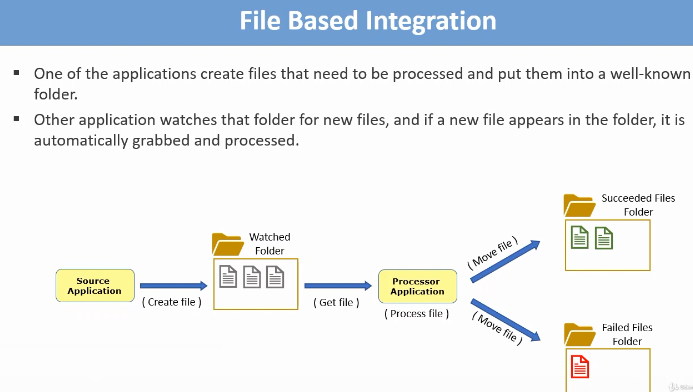 File Based Integration
▪ One of the applications create files that need to be processed and put them into a well-known
folder.
▪ Other application watches that folder for new files, and if a new file appears in the folder, it is
automatically grabbed and processed.
Source
Application
( Create file )
Watched
Folder
( Get file )
Processor
Application
( Process file )
( Move file )
Succeeded Files
Folder
( Move file )
Failed Files
Folder